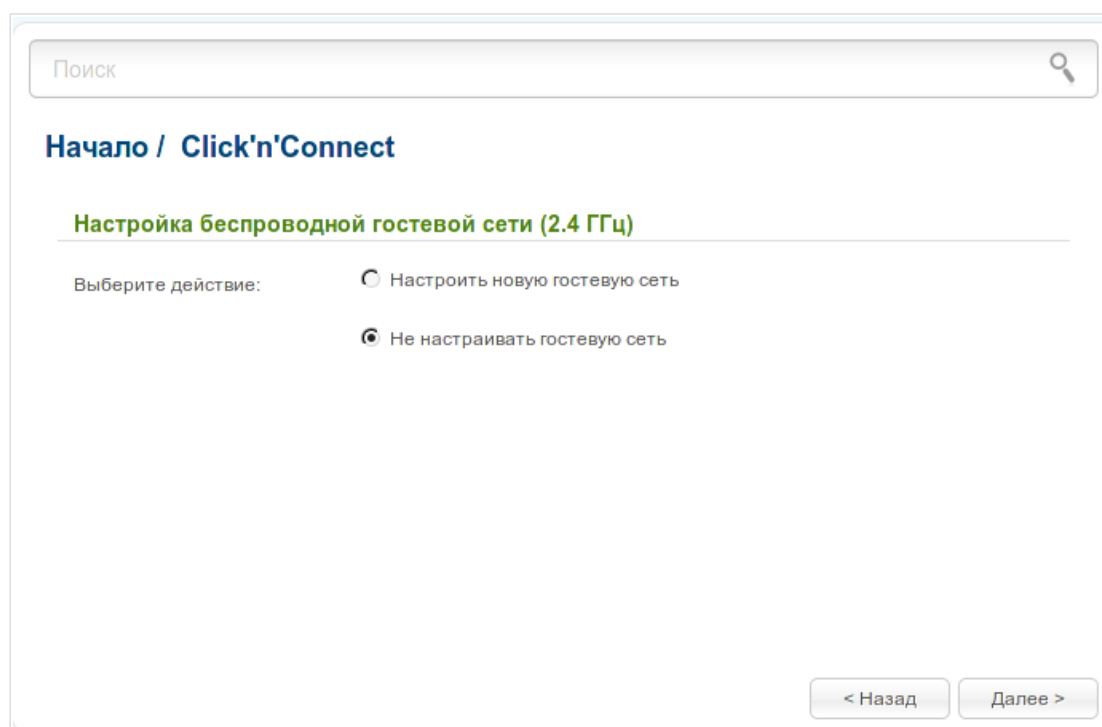 Поиск
Начало / Click'n'Connect
Настройка беспроводной гостевой сети (2.4 ГГц)
Выберите действие: Настроить новую гостевую сеть
Не настраивать гостевую сеть
< Назад Далее >